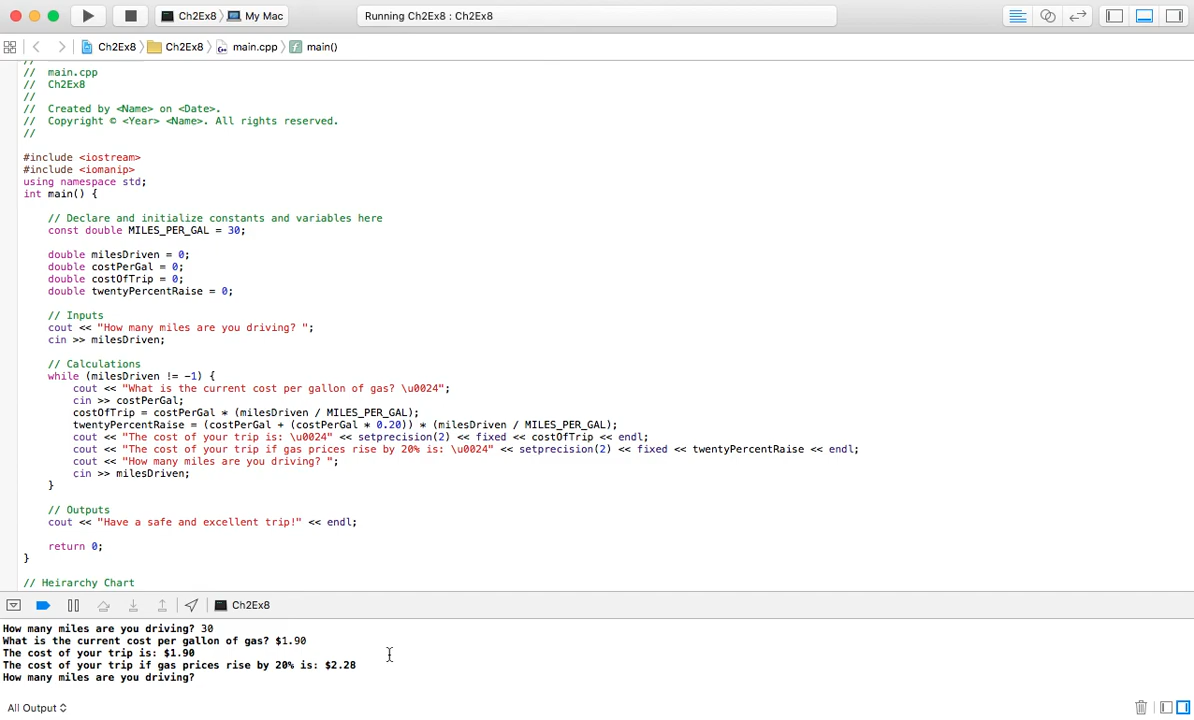 Ch2Ex8 My Mac
Running Ch2Ex8 : Ch2Ex8
Ch2Ex8 Ch2Ex8 main.cpp main()
//
// main.cpp
// Ch2Ex8
//
// Created by <Name> on <Date>.
// Copyright © <Year> <Name>. All rights reserved.
//
#include <iostream>
#include <iomanip>
using namespace std;
int main() {
// Declare and initialize constants and variables here
const double MILES_PER_GAL = 30;
double milesDriven = 0;
double costPerGal = 0;
double costOfTrip = 0;
double twentyPercentRaise = 0;
// Inputs
cout << "How many miles are you driving? ";
cin >> milesDriven;
// Calculations
while (milesDriven != -1) {
cout << "What is the current cost per gallon of gas? \u0024";
cin >> costPerGal;
costOfTrip = costPerGal * (milesDriven / MILES_PER_GAL);
twentyPercentRaise = (costPerGal + (costPerGal * 0.20)) * (milesDriven / MILES_PER_GAL);
cout << "The cost of your trip is: \u0024" << setprecision(2) << fixed << costOfTrip << endl;
cout << "The cost of your trip if gas prices rise by 20% is: \u0024" << setprecision(2) << fixed << twentyPercentRaise << endl;
cout << "How many miles are you driving? ";
cin >> milesDriven;
}
// Outputs
cout << "Have a safe and excellent trip!" << endl;
return 0;
}
// Heirarchy Chart
Ch2Ex8
How many miles are you driving? 30
What is the current cost per gallon of gas? $1.90
The cost of your trip is: $1.90
The cost of your trip if gas prices rise by 20% is: $2.28
How many miles are you driving?
All Output